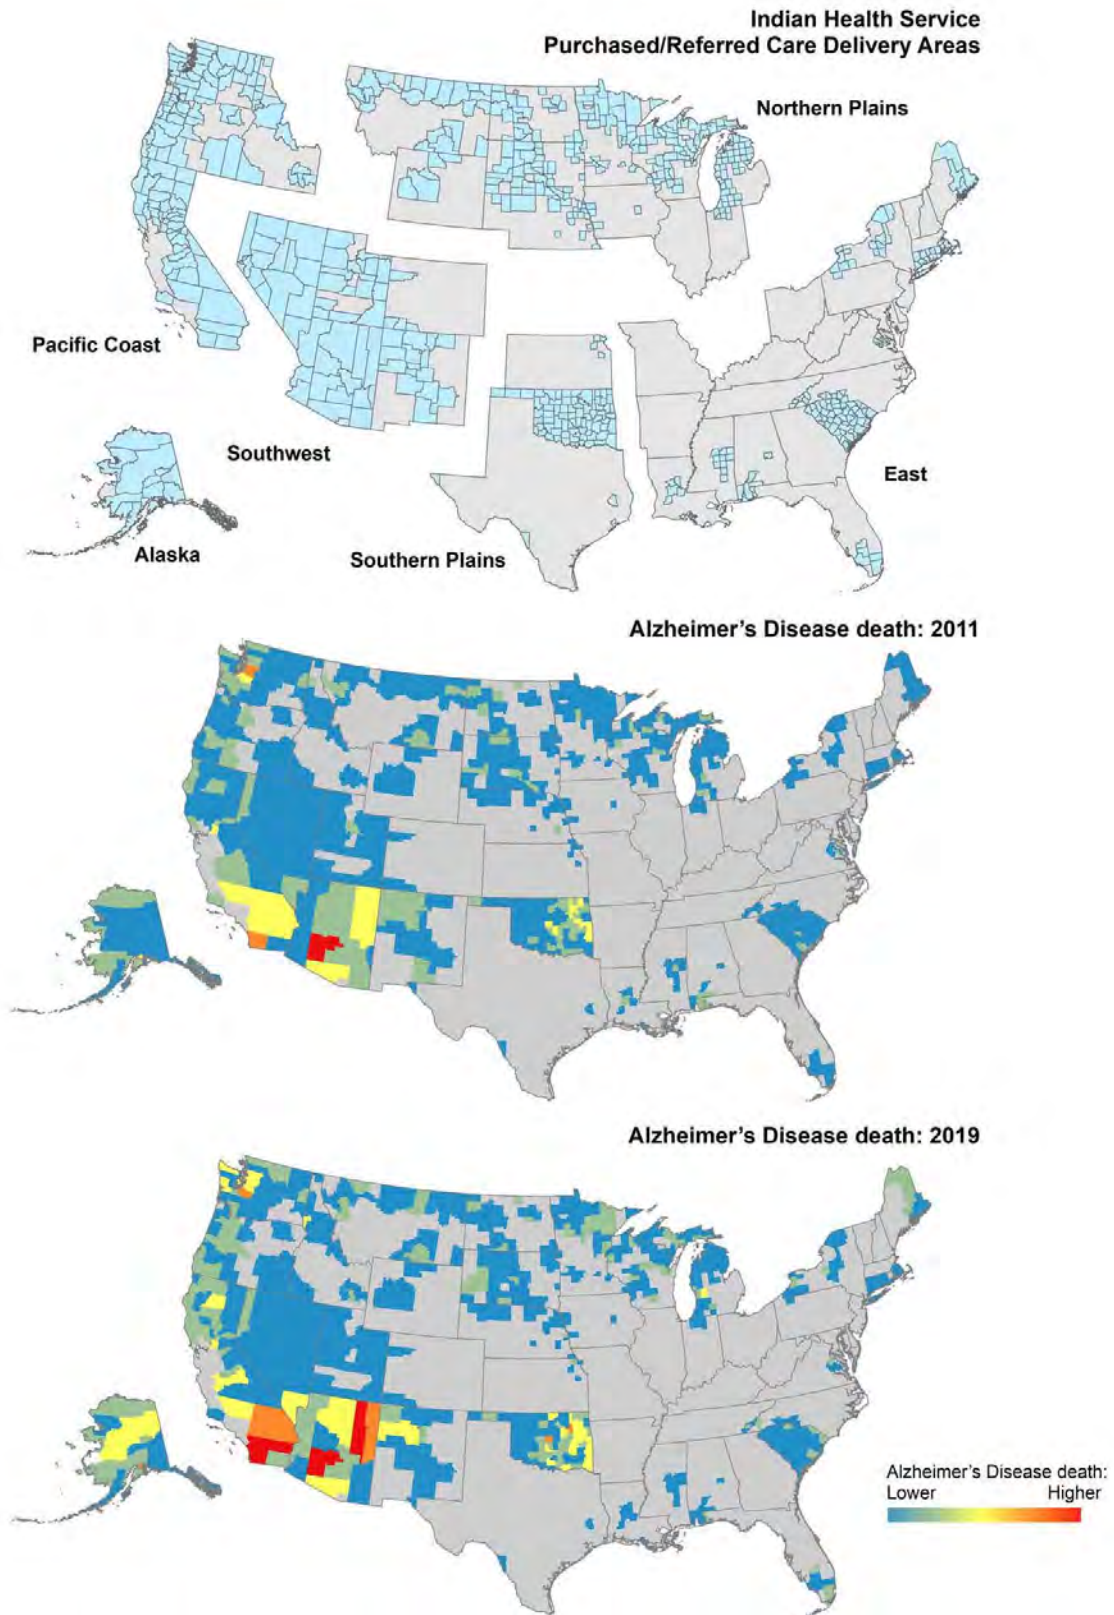 Indian Health Service
Purchased/Referred Care Delivery Areas
Northern Plains
Pacific Coast
Southwest
East
Alaska
Southern Plains
Alzheimer's Disease death: 2011
Alzheimer's Disease death: 2019
Alzheimer's Disease death:
Lower Higher